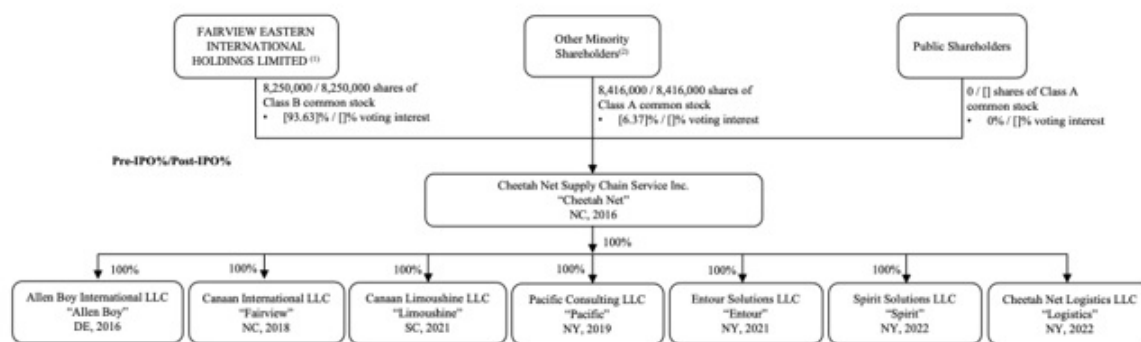 FAIRVIEW EASTERN
INTERNATIONAL
HOLDINGS LIMITED (1)
Other Minority
Shareholders(2)
Public Shareholders
8,250,000 / 8,250,000 shares of
Class B common stock
• [93.63]% / []% voting interest
8,416,000 / 8,416,000 shares of
Class A common stock
• [6.37]% / []% voting interest
0 / [] shares of Class A
common stock
• 0% / []% voting interest
Pre-IPO%/Post-IPO%
Cheetah Net Supply Chain Service Inc.
“Cheetah Net”
NC, 2016
100%
100%
100%
100%
100%
100%
100%
100%
Allen Boy International LLC
“Allen Boy”
DE, 2016
Canaan International LLC
“Fairview”
NC, 2018
Canaan Limoushine LLC
“Limoushine”
SC, 2021
Pacific Consulting LLC
“Pacific”
NY, 2019
Entour Solutions LLC
“Entour”
NY, 2021
Spirit Solutions LLC
“Spirit”
NY, 2022
Cheetah Net Logistics LLC
“Logistics”
NY, 2022